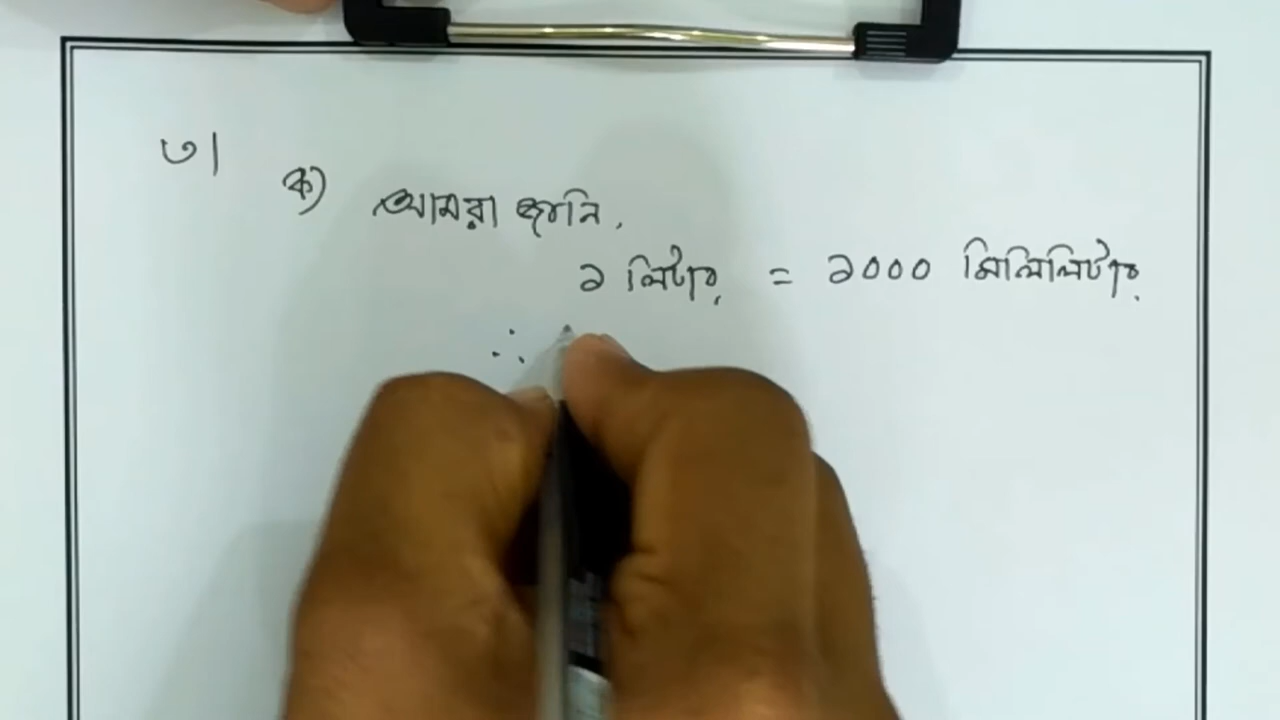 ৩।
ক) আমরা জানি,
১ লিটার = ১০০০ মিলিলিটার
∴